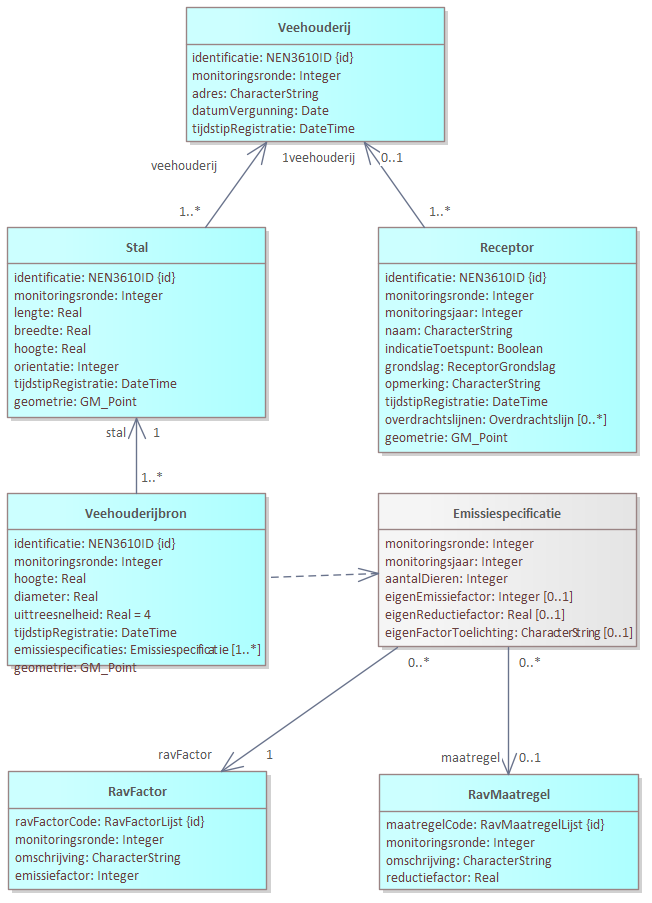 Veehouderij
identificatie: NEN3610ID {id}
monitoringsronde: Integer
adres: CharacterString
datumVergunning: Date
tijdstipRegistratie: DateTime
veehouderij
1veehouderij
0..1
1..*
1..*
Stal
identificatie: NEN3610ID {id}
monitoringsronde: Integer
lengte: Real
breedte: Real
hoogte: Real
orientatie: Integer
tijdstipRegistratie: DateTime
geometrie: GM_Point
Receptor
identificatie: NEN3610ID {id}
monitoringsronde: Integer
monitoringsjaar: Integer
naam: CharacterString
indicatieToetspunt: Boolean
grondslag: ReceptorGrondslag
opmerking: CharacterString
tijdstipRegistratie: DateTime
overdrachtslijnen: Overdrachtslijn [0..*]
geometrie: GM_Point
stal
1
1..*
Veehouderijbron
identificatie: NEN3610ID {id}
monitoringsronde: Integer
hoogte: Real
diameter: Real
uittreesnelheid: Real = 4
tijdstipRegistratie: DateTime
emissiespecificaties: Emissiespecificatie [1..*]
geometrie: GM_Point
Emissiespecificatie
monitoringsronde: Integer
monitoringsjaar: Integer
aantalDieren: Integer
eigenEmissiefactor: Integer [0..1]
eigenReductiefactor: Real [0..1]
eigenFactorToelichting: CharacterString [0..1]
0..*
0..*
ravFactor
1
maatregel
0..1
RavFactor
ravFactorCode: RavFactorLijst {id}
monitoringsronde: Integer
omschrijving: CharacterString
emissiefactor: Integer
RavMaatregel
maatregelCode: RavMaatregelLijst {id}
monitoringsronde: Integer
omschrijving: CharacterString
reductiefactor: Real